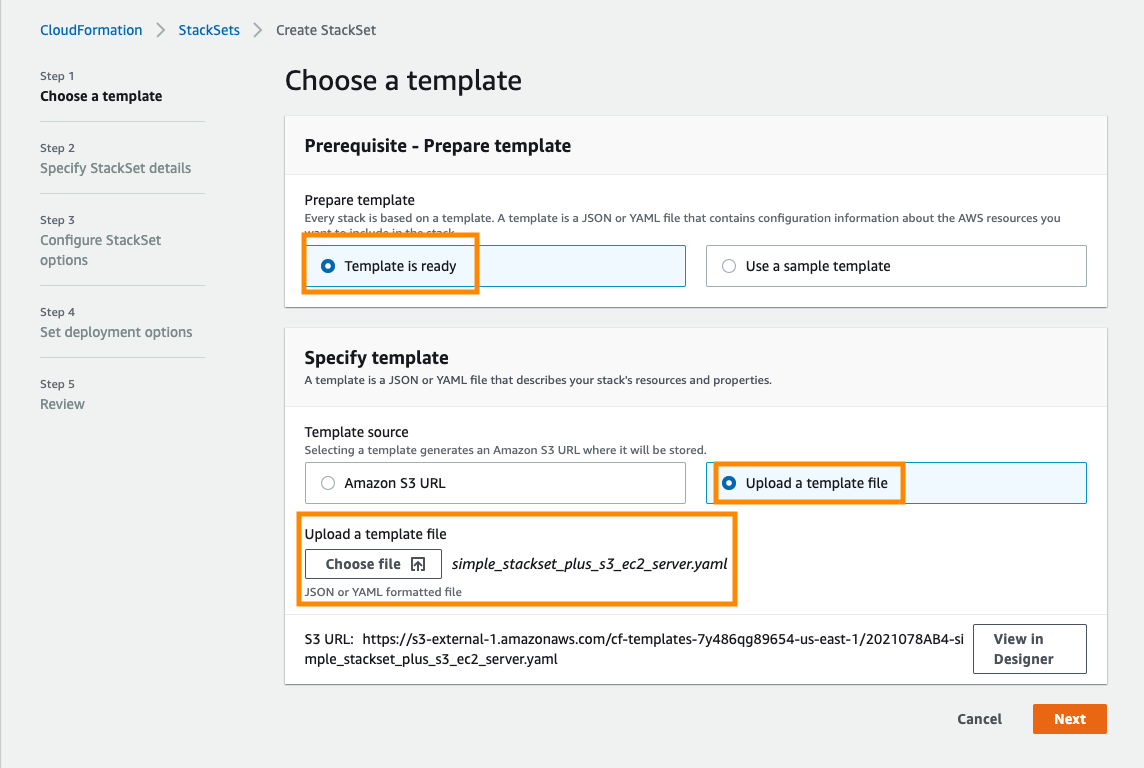 CloudFormation > StackSets > Create StackSet
Step 1
Choose a template
Step 2
Specify StackSet details
Step 3
Configure StackSet
options
Step 4
Set deployment options
Step 5
Review
Choose a template
Prerequisite - Prepare template
Prepare template
Every stack is based on a template. A template is a JSON or YAML file that contains configuration information about the AWS resources you
want to include in the stack.
Template is ready
Use a sample template
Specify template
A template is a JSON or YAML file that describes your stack's resources and properties.
Template source
Selecting a template generates an Amazon S3 URL where it will be stored.
Amazon S3 URL
Upload a template file
Upload a template file
Choose file simple_stackset_plus_s3_ec2_server.yaml
JSON or YAML formatted file
S3 URL: https://s3-external-1.amazonaws.com/cf-templates-7y486qg89654-us-east-1/2021078AB4-si
mple_stackset_plus_s3_ec2_server.yaml
View in
Designer
Cancel
Next